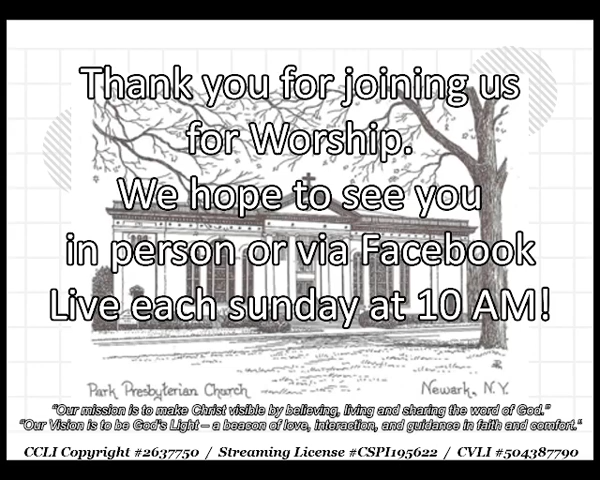 Thank you for joining us
for Worship.
We hope to see you
in person or via Facebook
Live each sunday at 10 AM!
Park Presbyterian Church Newark, N.Y.
"Our mission is to make Christ visible by believing, living and sharing the word of God."
"Our Vision is to be God's Light – a beacon of love, interaction, and guidance in faith and comfort."
CCLI Copyright #2637750 / Streaming License #CSPI195622 / CVLI #504387790